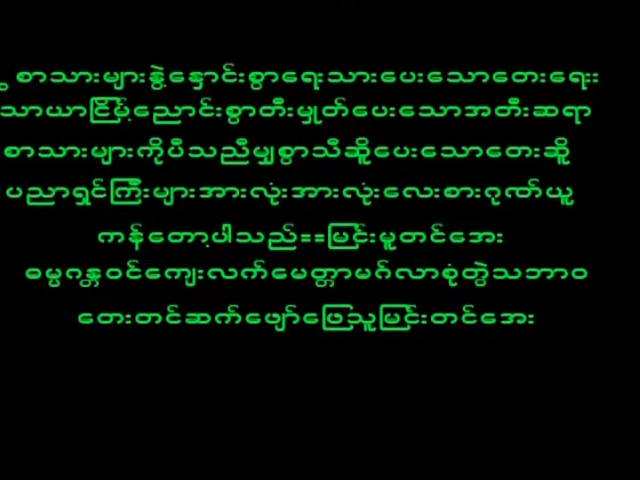 စာသားများနွဲ့နှောင်းစွာရေးသားပေးသောတေးရေးး
သာယာငြိမ့်ညောင်းစွာတီးမှုတ်ပေးသောအတီးဆရာ
စာသားများကိုပီသညီမျှစွာသီဆိူပေးသောတေးဆိူ
ပညာရှင်ကြီးများအားလုံးအားလုံးလေးစားဂုဏ်ယူ
ကန်တော့ပါသည်==မြင်းမူတင်အေး
ဓမ္မဂန္တဝင်ကျေးလက်မေတ္တာမဂ်လာစုံတွဲသဘာဝ
တေးတင်ဆက်ဖျော်ဖြေသူမြင်းတင်အေး